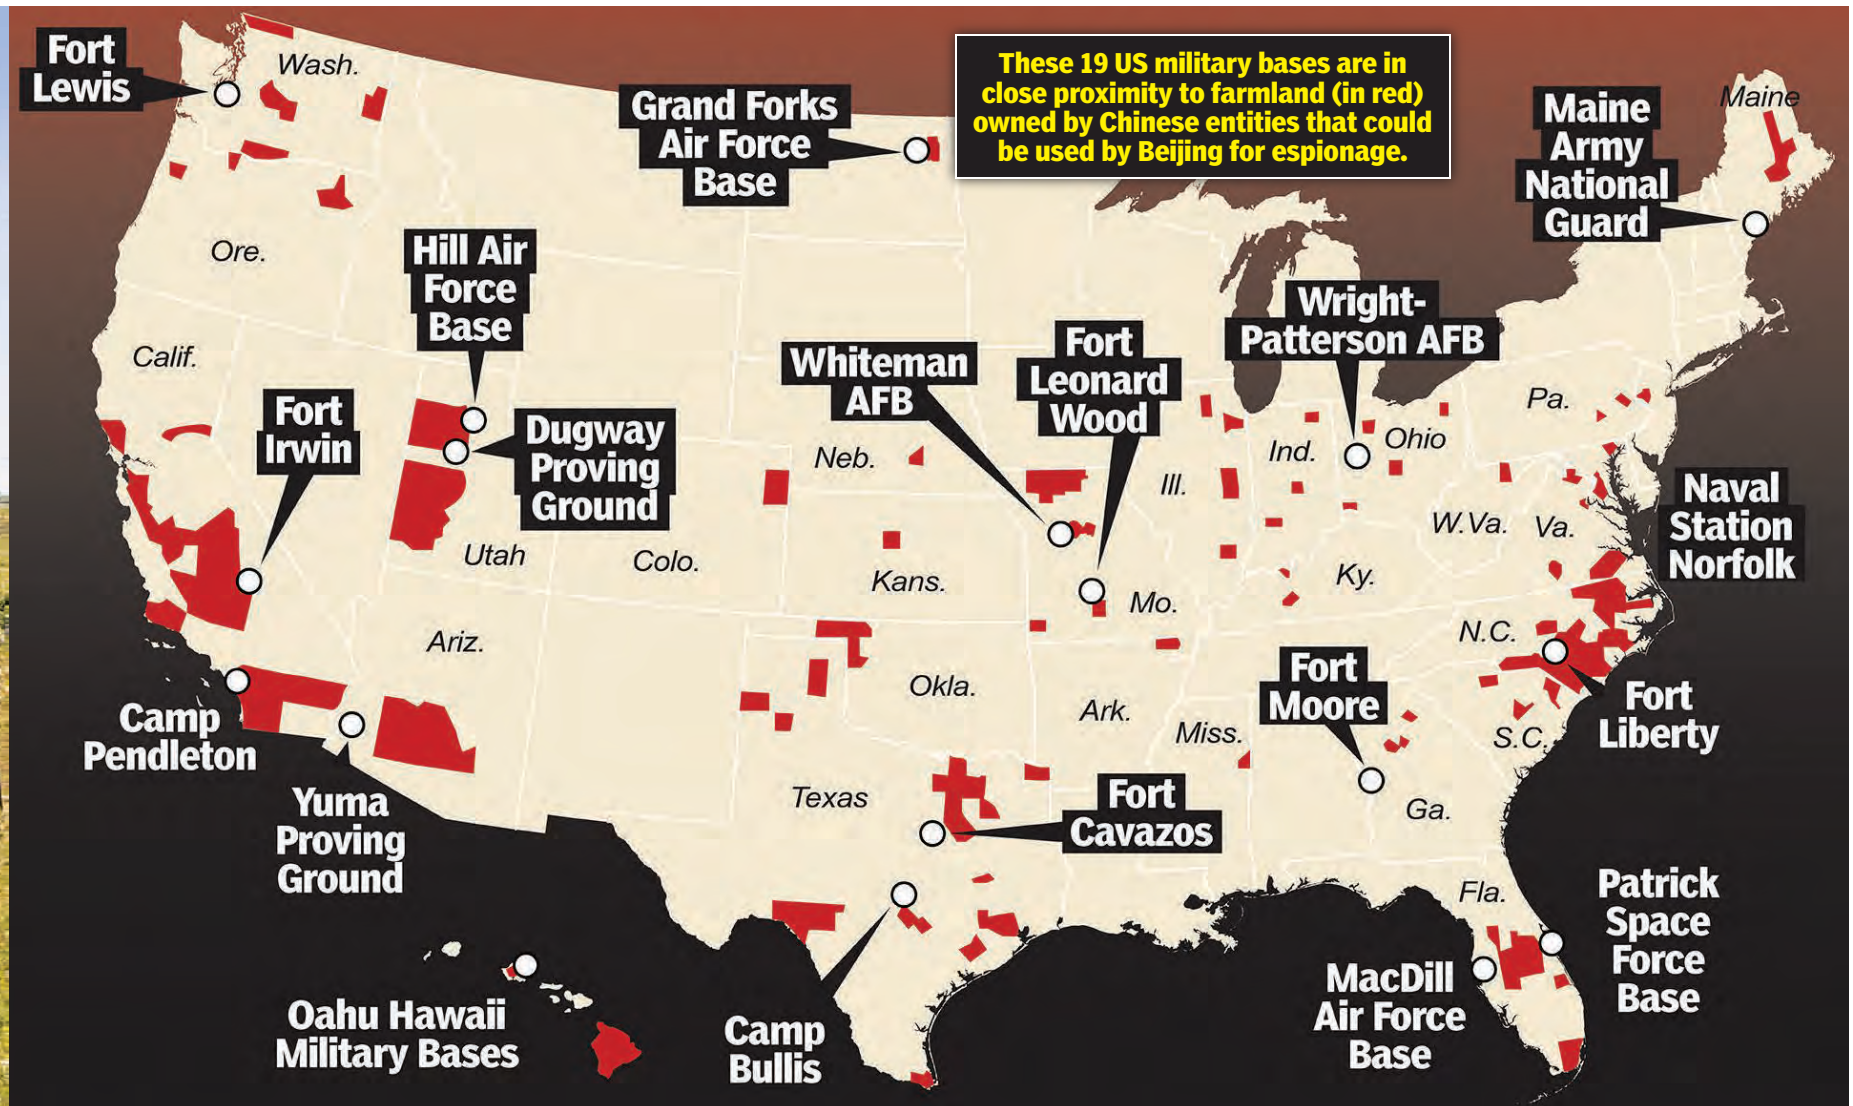 Fort
Lewis
Wash.
Grand Forks
Air Force
Base
These 19 US military bases are in
close proximity to farmland (in red)
owned by Chinese entities that could
be used by Beijing for espionage.
Maine
Maine
Army
National
Guard
Ore.
Hill Air
Force
Base
Calif.
Fort
Irwin
Dugway
Proving
Ground
Utah
Colo.
Whiteman
AFB
Fort
Leonard
Wood
Wright-
Patterson AFB
Neb.
Kans.
Mo.
Ill.
Ind.
Ohio
Pa.
W.Va.
Va.
Ky.
Naval
Station
Norfolk
N.C.
Fort
Liberty
S.C.
Ariz.
Okla.
Ark.
Miss.
Fort
Moore
Ga.
Camp
Pendleton
Yuma
Proving
Ground
Texas
Fort
Cavazos
Fla.
Patrick
Space
Force
Base
MacDill
Air Force
Base
Oahu Hawaii
Military Bases
Camp
Bullis